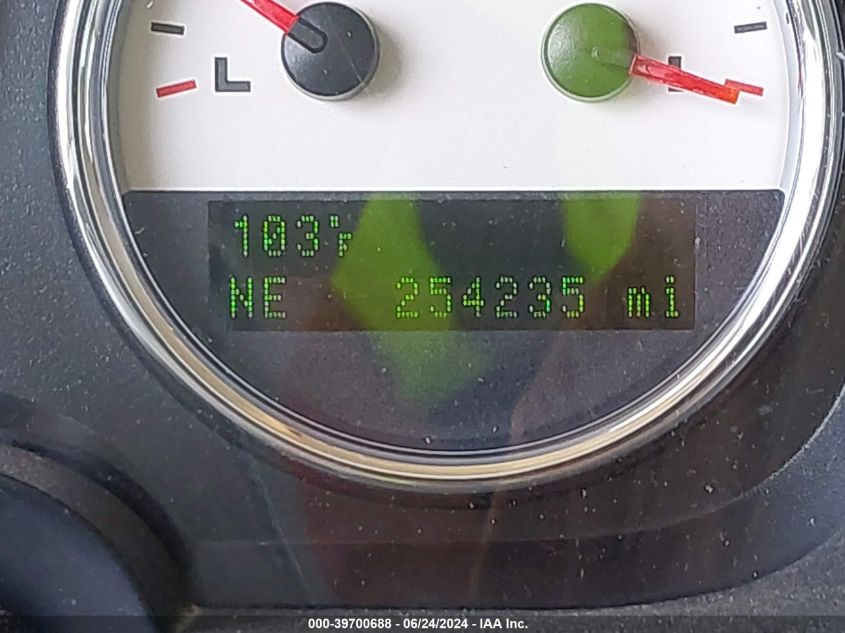 L
103°F
NE 254235 mi
000-39700688 - 06/24/2024 - IAA Inc.